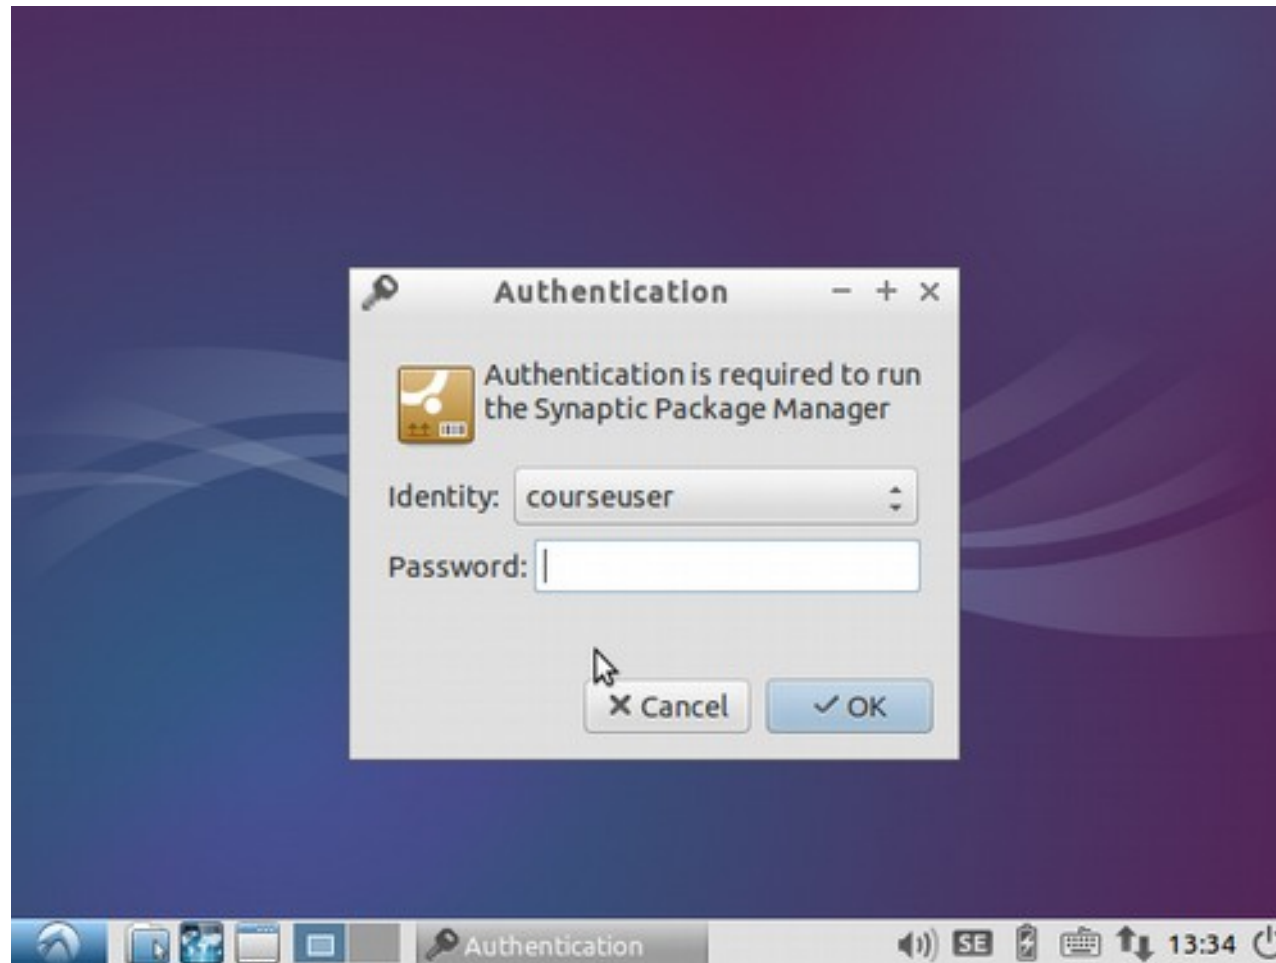 Authentication
Authentication is required to run
the Synaptic Package Manager
Identity: courseuser
Password:
Cancel
OK
Authentication
SE
13:34